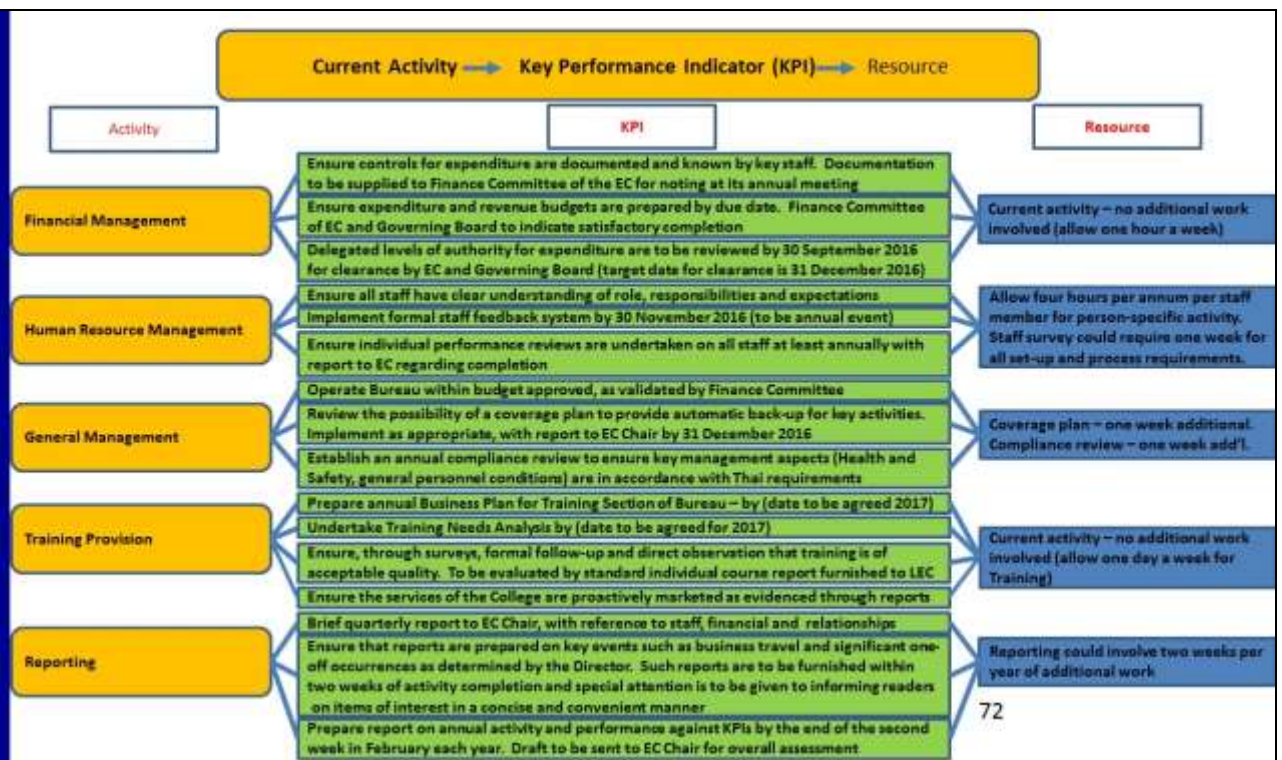 Current Activity Key Performance Indicator (KPI) Resource
Activity
KPI
Resource
Financial Management
Ensure controls for expenditure are documented and known by key staff. Documentation
to be supplied to Finance Committee of the EC for noting at its annual meeting
Ensure expenditure and revenue budgets are prepared by due date. Finance Committee
of EC and Governing Board to indicate satisfactory completion
Delegated levels of authority for expenditure are to be reviewed by 30 September 2016
for clearance by EC and Governing Board (target date for clearance is 31 December 2016)
Current activity – no additional work
involved (allow one hour a week)
Human Resource Management
Ensure all staff have clear understanding of role, responsibilities and expectations
Implement formal staff feedback system by 30 November 2016 (to be annual event)
Ensure individual performance reviews are undertaken on all staff at least annually with
report to EC regarding completion
Allow four hours per annum per staff
member for person-specific activity.
Staff survey could require one week for
all set-up and process requirements.
General Management
Operate Bureau within budget approved, as validated by Finance Committee
Review the possibility of a coverage plan to provide automatic back-up for key activities.
Implement as appropriate, with report to EC Chair by 31 December 2016
Establish an annual compliance review to ensure key management aspects (Health and
Safety, general personnel conditions) are in accordance with Thai requirements
Coverage plan – one week additional.
Compliance review – one week add'l.
Training Provision
Prepare annual Business Plan for Training Section of Bureau – by (date to be agreed 2017)
Undertake Training Needs Analysis by (date to be agreed for 2017)
Ensure, through surveys, formal follow-up and direct observation that training is of
acceptable quality. To be evaluated by standard individual course report furnished to LEC
Ensure the services of the College are proactively marketed as evidenced through reports
Current activity – no additional work
involved (allow one day a week for
Training)
Reporting
Brief quarterly report to EC Chair, with reference to staff, financial and relationships
Ensure that reports are prepared on key events such as business travel and significant one-
off occurrences as determined by the Director. Such reports are to be furnished within
two weeks of activity completion and special attention is to be given to informing readers
on items of interest in a concise and convenient manner
Prepare report on annual activity and performance against KPIs by the end of the second
week in February each year. Draft to be sent to EC Chair for overall assessment
Reporting could involve two weeks per
year of additional work
72